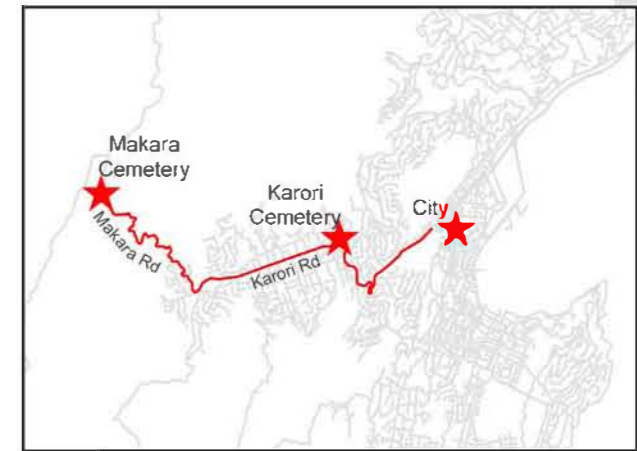 Makara
Cemetery
Karori
Cemetery
City
Makara Rd
Karori Rd